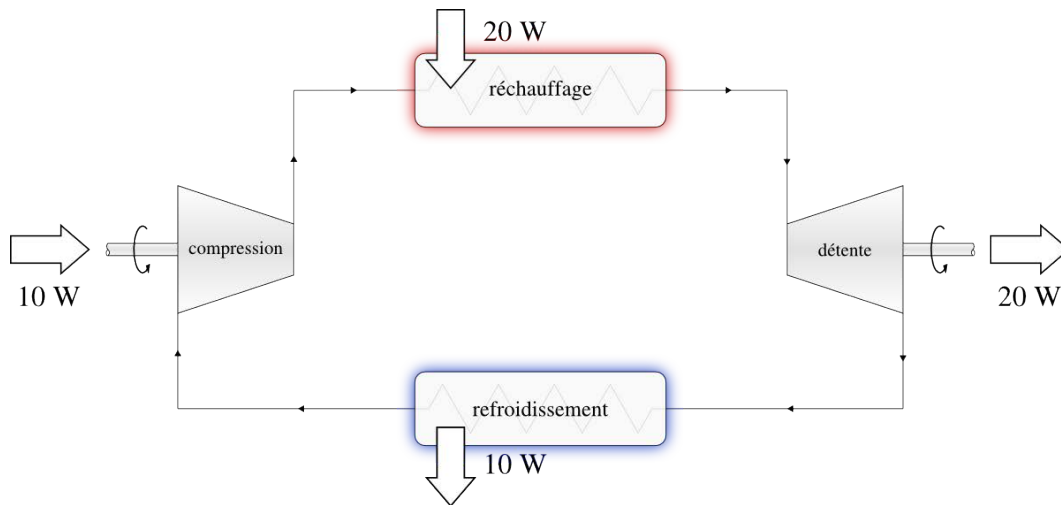 20 W
réchauffage
compression
détente
10 W
20 W
refroidissement
10 W